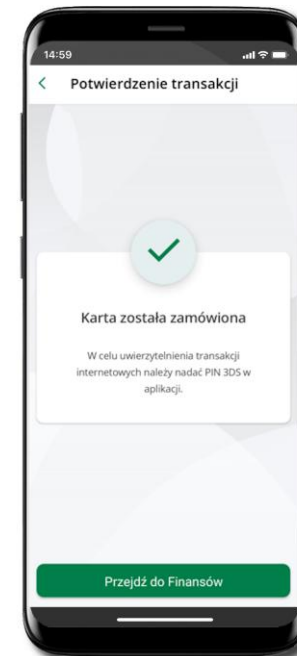 14:59
Potwierdzenie transakcji
Karta została zamówiona
W celu uwierzytelnienia transakcji
internetowych należy nadać PIN 3DS w
aplikacji.
Przejdź do Finansów